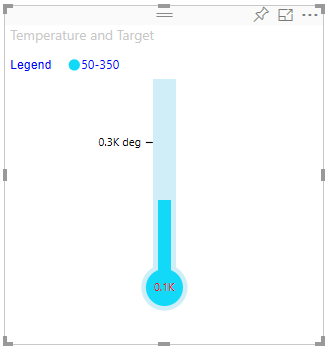 Temperature and Target
Legend 50-350
0.3K deg
0.1K